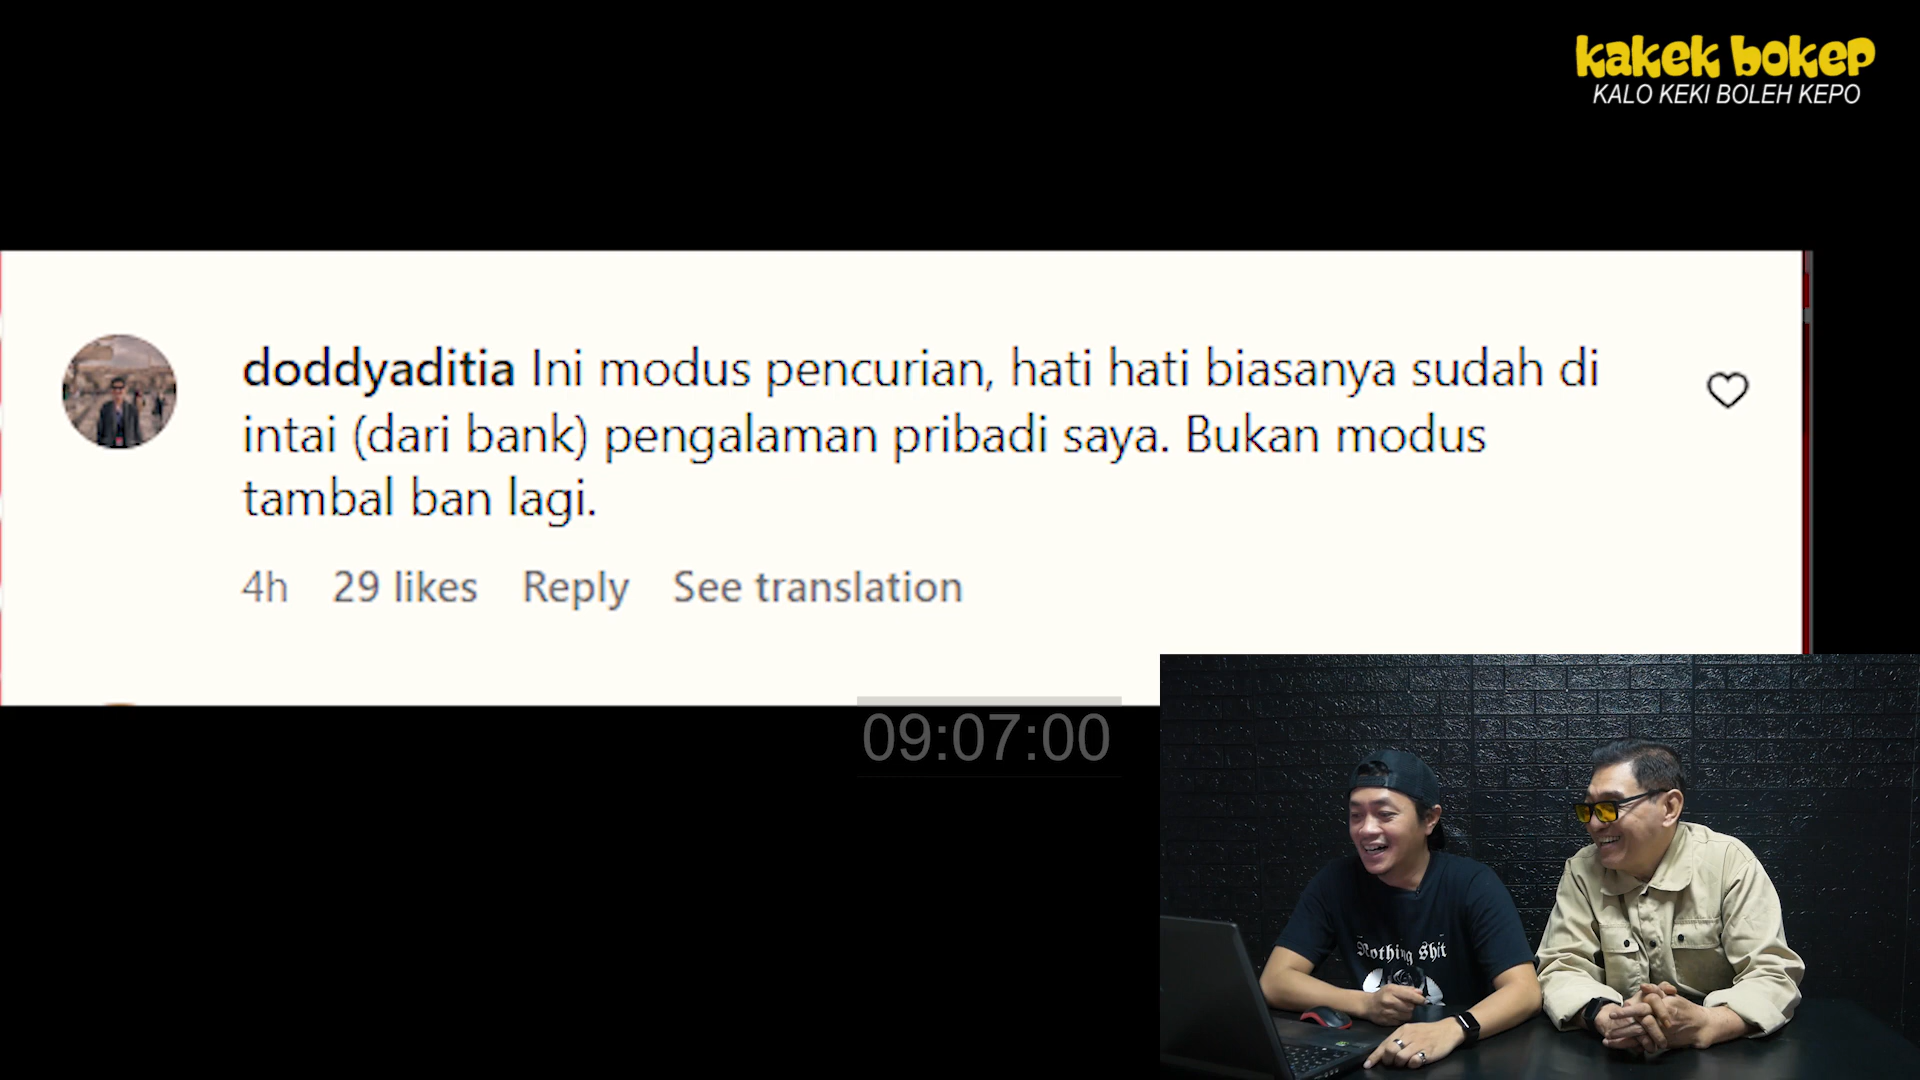 kakek bokep
KALO KEKI BOLEH KEPO
doddyaditia Ini modus pencurian, hati hati biasanya sudah di
intai (dari bank) pengalaman pribadi saya. Bukan modus
tambal ban lagi.
4h 29 likes Reply See translation
09:07:00
Nothing Shit